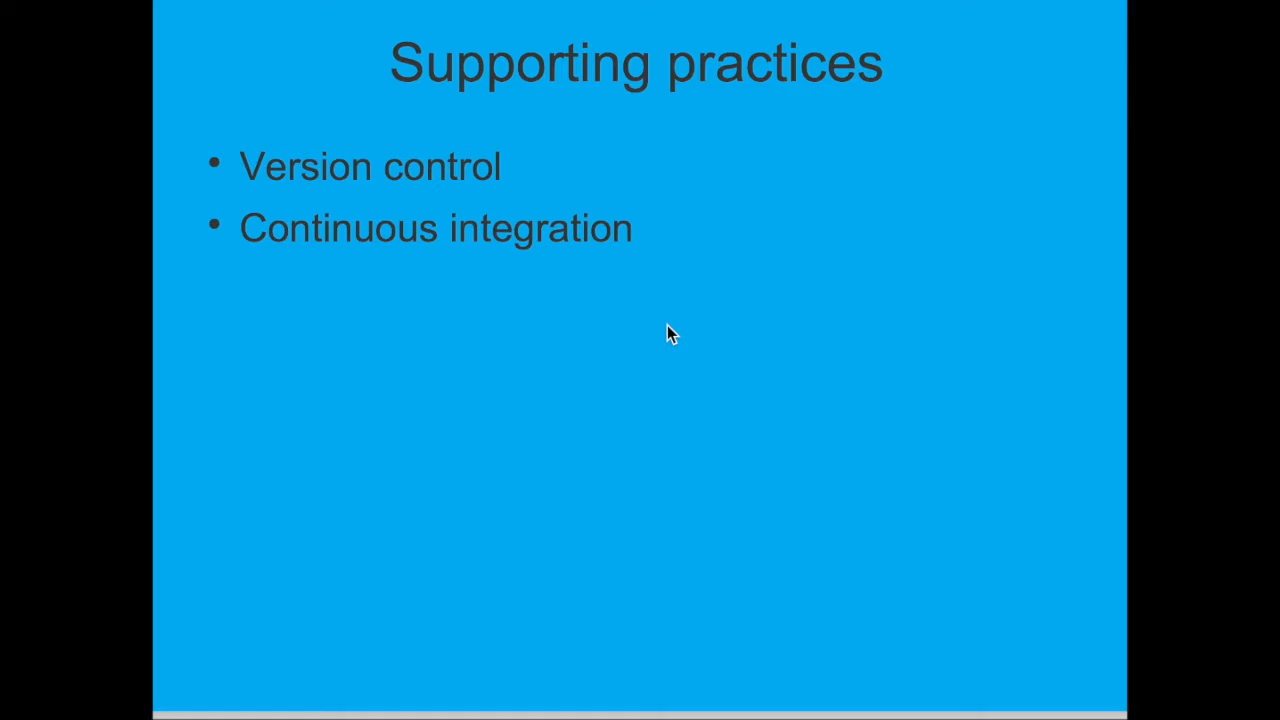 Supporting practices
• Version control
• Continuous integration